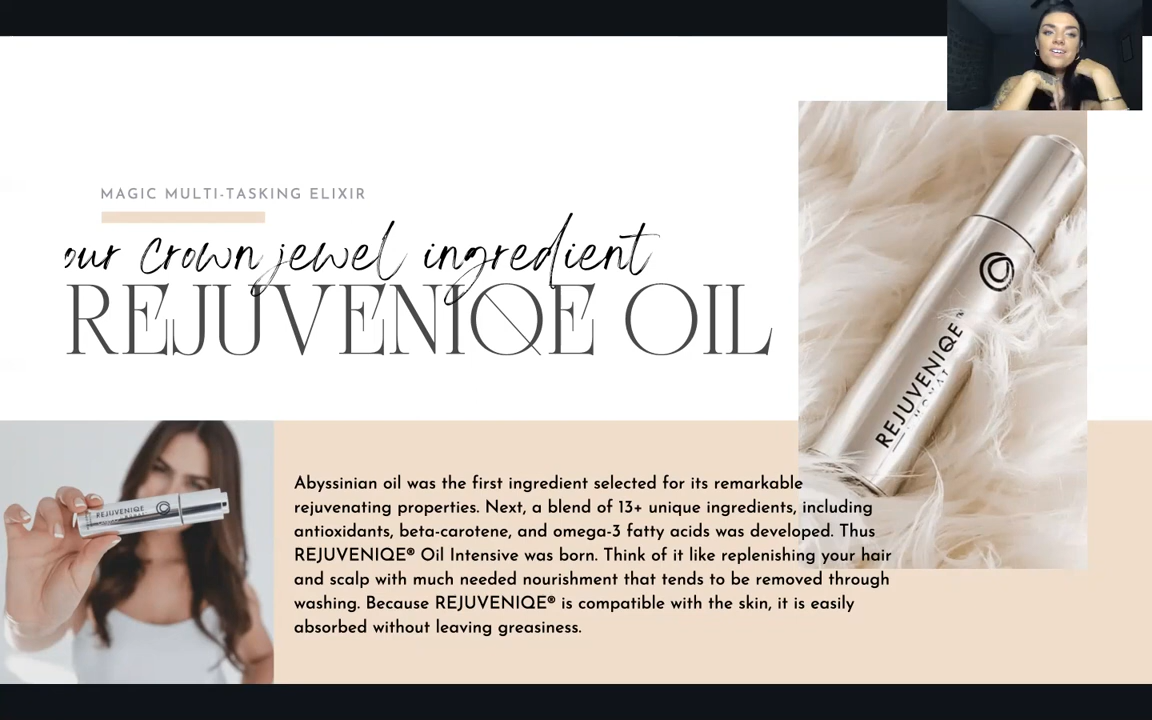 MAGIC MULTI-TASKING ELIXIR
our crown jewel ingredient
REJUVENIQE OIL
REJUVENIQE
MONAT
REJUVENIQE
Abyssinian oil was the first ingredient selected for its remarkable
rejuvenating properties. Next, a blend of 13+ unique ingredients, including
antioxidants, beta-carotene, and omega-3 fatty acids was developed. Thus
REJUVENIQE® Oil Intensive was born. Think of it like replenishing your hair
and scalp with much needed nourishment that tends to be removed through
washing. Because REJUVENIQE® is compatible with the skin, it is easily
absorbed without leaving greasiness.